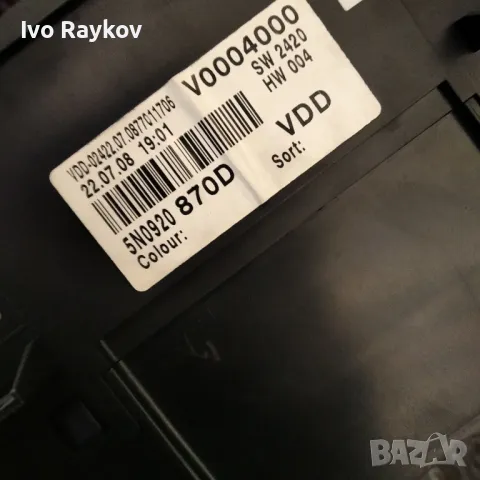 Ivo Raykov
V0004000
SW 2420
HW 004
VDD-02422.07.0877011706
22.07.08 19:01
VDD
5N0920 870D
Sort:
Colour:
BAZAR